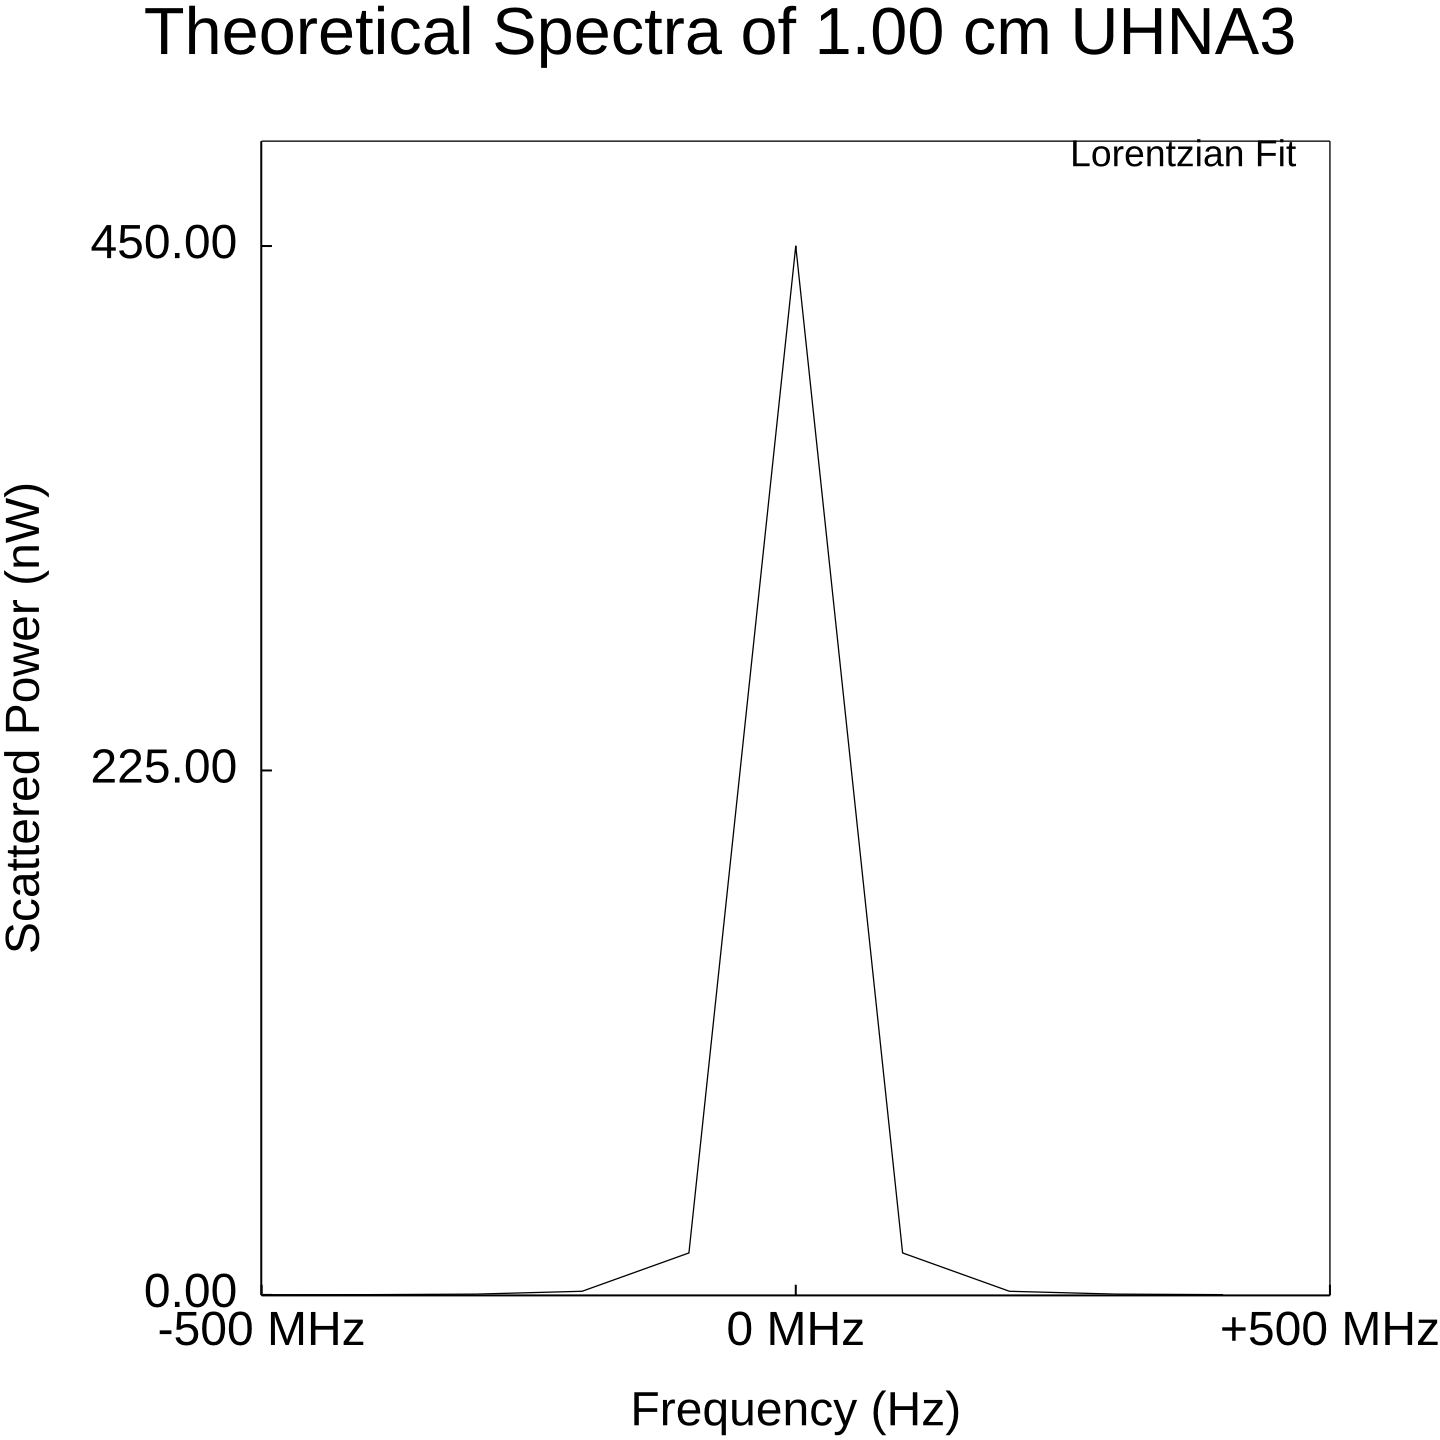 Theoretical Spectra of 1.00 cm UHNA3
Lorentzian Fit
450.00
225.00
0.00
Scattered Power (nW)
-500 MHz
0 MHz
+500 MHz
Frequency (Hz)